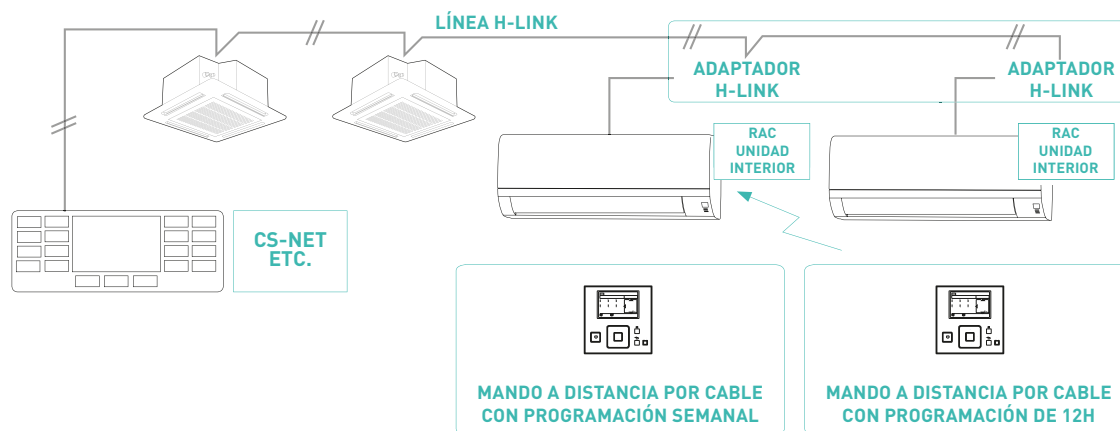 LÍNEA H-LINK
ADAPTADOR
H-LINK
ADAPTADOR
H-LINK
RAC
UNIDAD
INTERIOR
RAC
UNIDAD
INTERIOR
CS-NET
ETC.
MANDO A DISTANCIA POR CABLE
CON PROGRAMACIÓN SEMANAL
MANDO A DISTANCIA POR CABLE
CON PROGRAMACIÓN DE 12H